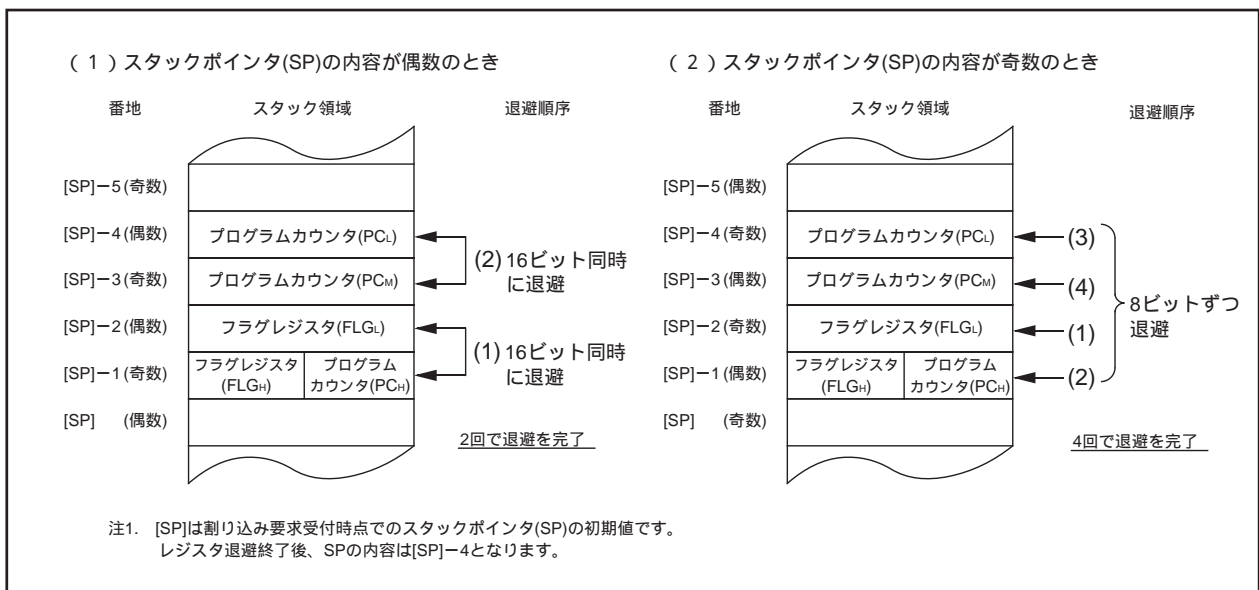 (1)スタックポインタ(SP)の内容が偶数のとき
番地 スタック領域 退避順序
[SP]ー5(奇数)
[SP]ー4(偶数) プログラムカウンタ(PCL)
[SP]ー3(奇数) プログラムカウンタ(PCM)
(2)16ビット同時
に退避
[SP]ー2(偶数) フラグレジスタ(FLGL)
[SP]ー1(奇数) フラグレジスタ
(FLGH)
プログラム
カウンタ(PCH)
(1)16ビット同時
に退避
[SP] (偶数)
2回で退避を完了
(2)スタックポインタ(SP)の内容が奇数のとき
番地 スタック領域 退避順序
[SP]ー5(偶数)
[SP]ー4(奇数) プログラムカウンタ(PCL) (3)
[SP]ー3(偶数) プログラムカウンタ(PCM) (4)
[SP]ー2(奇数) フラグレジスタ(FLGL) (1)
[SP]ー1(偶数) フラグレジスタ
(FLGH)
プログラム
カウンタ(PCH)
(2)
8ビットずつ
退避
[SP] (奇数)
4回で退避を完了
注1. [SP]は割り込み要求受付時点でのスタックポインタ(SP)の初期値です。
レジスタ退避終了後、SPの内容は[SP]ー4となります。